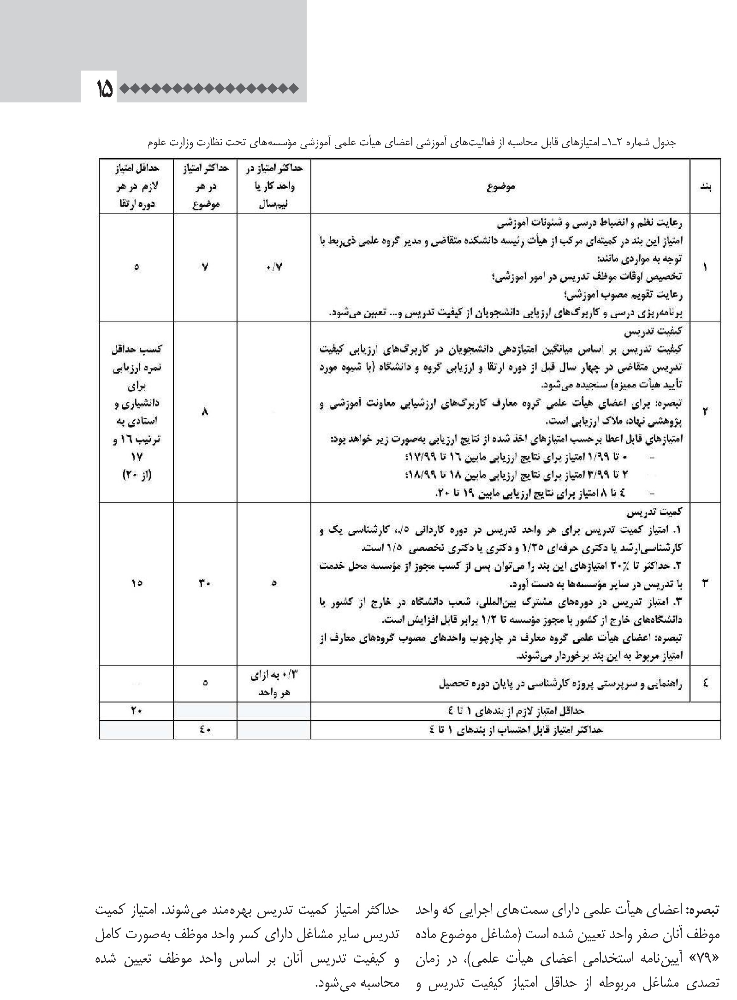 ۱۵
جدول شماره ۲ـ۱ـ امتیازهای قابل محاسبه از فعالیت‌های آموزشی اعضای هیأت علمی آموزشی مؤسسه‌های تحت نظارت وزارت علوم
بند
موضوع
حداکثر امتیاز در
واحد کار یا
نیم‌سال
حداکثر امتیاز
در هر
موضوع
حداقل امتیاز
لازم در هر
دوره ارتقا
۱
رعایت نظم و انضباط درسی و شئونات آموزشی
امتیاز این بند در کمیته‌ای مرکب از هیأت رئیسه دانشکده متقاضی و مدیر گروه علمی ذی‌ربط با
توجه به مواردی مانند:
تخصیص اوقات موظف تدریس در امور آموزشی؛
رعایت تقویم مصوب آموزشی؛
برنامه‌ریزی درسی و کاربرگ‌های ارزیابی دانشجویان از کیفیت تدریس و... تعیین می‌شود.
۰/۷
۷
٥
۲
کیفیت تدریس
کیفیت تدریس بر اساس میانگین امتیازدهی دانشجویان در کاربرگ‌های ارزیابی کیفیت
تدریس متقاضی در چهار سال قبل از دوره ارتقا و ارزیابی گروه و دانشگاه (با شیوه مورد
تأیید هیأت ممیزه) سنجیده می‌شود.
تبصره: برای اعضای هیأت علمی گروه معارف کاربرگ‌های ارزشیابی معاونت آموزشی و
پژوهشی نهاد، ملاک ارزیابی است.
امتیازهای قابل اعطا برحسب امتیازهای اخذ شده از نتایج ارزیابی به‌صورت زیر خواهد بود:
- ۰ تا ۱/۹۹ امتیاز برای نتایج ارزیابی مابین ۱٦ تا ۱۷/۹۹؛
۲ تا ۳/۹۹ امتیاز برای نتایج ارزیابی مابین ۱۸ تا ۱۸/۹۹؛
- ٤ تا ۸ امتیاز برای نتایج ارزیابی مابین ۱۹ تا ۲۰.
۸
کسب حداقل
نمره ارزیابی
برای
دانشیاری و
استادی به
ترتیب ۱٦ و
۱۷
(از ۲۰)
۳
کمیت تدریس
۱. امتیاز کمیت تدریس برای هر واحد تدریس در دوره کاردانی ٥/.، کارشناسی یک و
کارشناسی‌ارشد یا دکتری حرفه‌ای ۱/۲٥ و دکتری یا دکتری تخصصی ۱/٥ است.
۲. حداکثر تا ۲۰٪ امتیازهای این بند را می‌توان پس از کسب مجوز از مؤسسه محل خدمت
با تدریس در سایر مؤسسه‌ها به دست آورد.
۳. امتیاز تدریس در دوره‌های مشترک بین‌المللی، شعب دانشگاه در خارج از کشور یا
دانشگاه‌های خارج از کشور با مجوز مؤسسه تا ۱/۲ برابر قابل افزایش است.
تبصره: اعضای هیأت علمی گروه معارف در چارچوب واحدهای مصوب گروه‌های معارف از
امتیاز مربوط به این بند برخوردار می‌شوند.
٥
۳۰
۱٥
٤
راهنمایی و سرپرستی پروژه کارشناسی در پایان دوره تحصیل
۰/۳ به ازای
هر واحد
٥
حداقل امتیاز لازم از بندهای ۱ تا ٤
۲۰
حداکثر امتیاز قابل احتساب از بندهای ۱ تا ٤
٤۰
تبصره: اعضای هیأت علمی دارای سمت‌های اجرایی که واحد
موظف آنان صفر واحد تعیین شده است (مشاغل موضوع ماده
«۷۹» آیین‌نامه استخدامی اعضای هیأت علمی)، در زمان
تصدی مشاغل مربوطه از حداقل امتیاز کیفیت تدریس و
حداکثر امتیاز کمیت تدریس بهره‌مند می‌شوند. امتیاز کمیت
تدریس سایر مشاغل دارای کسر واحد موظف به‌صورت کامل
و کیفیت تدریس آنان بر اساس واحد موظف تعیین شده
محاسبه می‌شود.